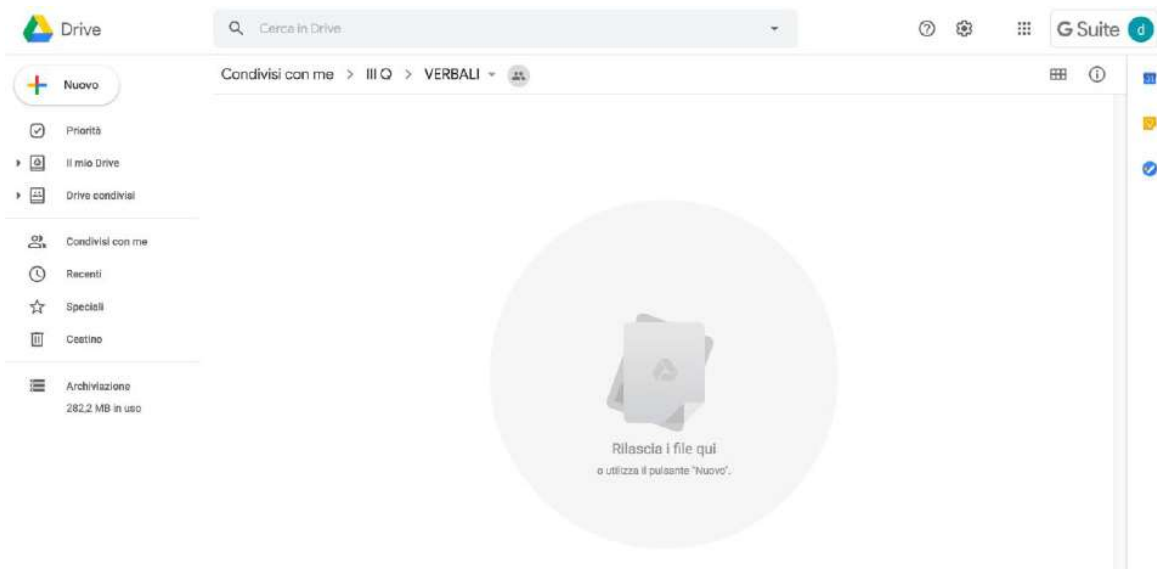 Drive
Cerca in Drive
G Suite d
Condivisi con me > III Q > VERBALI
Nuovo
Priorità
Il mio Drive
Drive condivisi
Condivisi con me
Recenti
Speciali
Cestino
Archiviazione
282,2 MB in uso
31
Rilascia i file qui
o utilizza il pulsante "Nuovo".